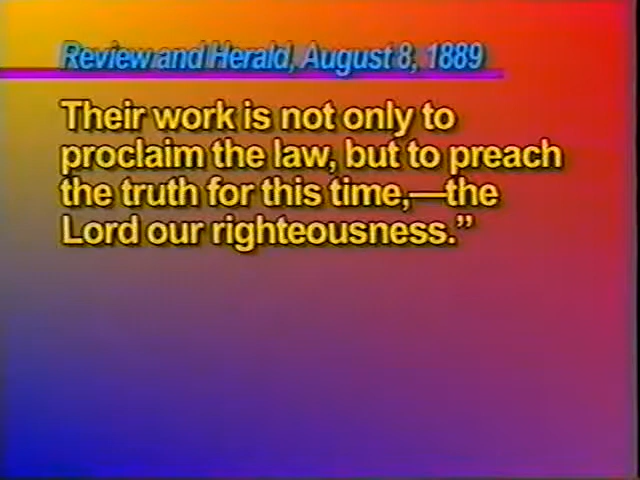 Review and Herald, August 8, 1889
Their work is not only to
proclaim the law, but to preach
the truth for this time,—the
Lord our righteousness.”